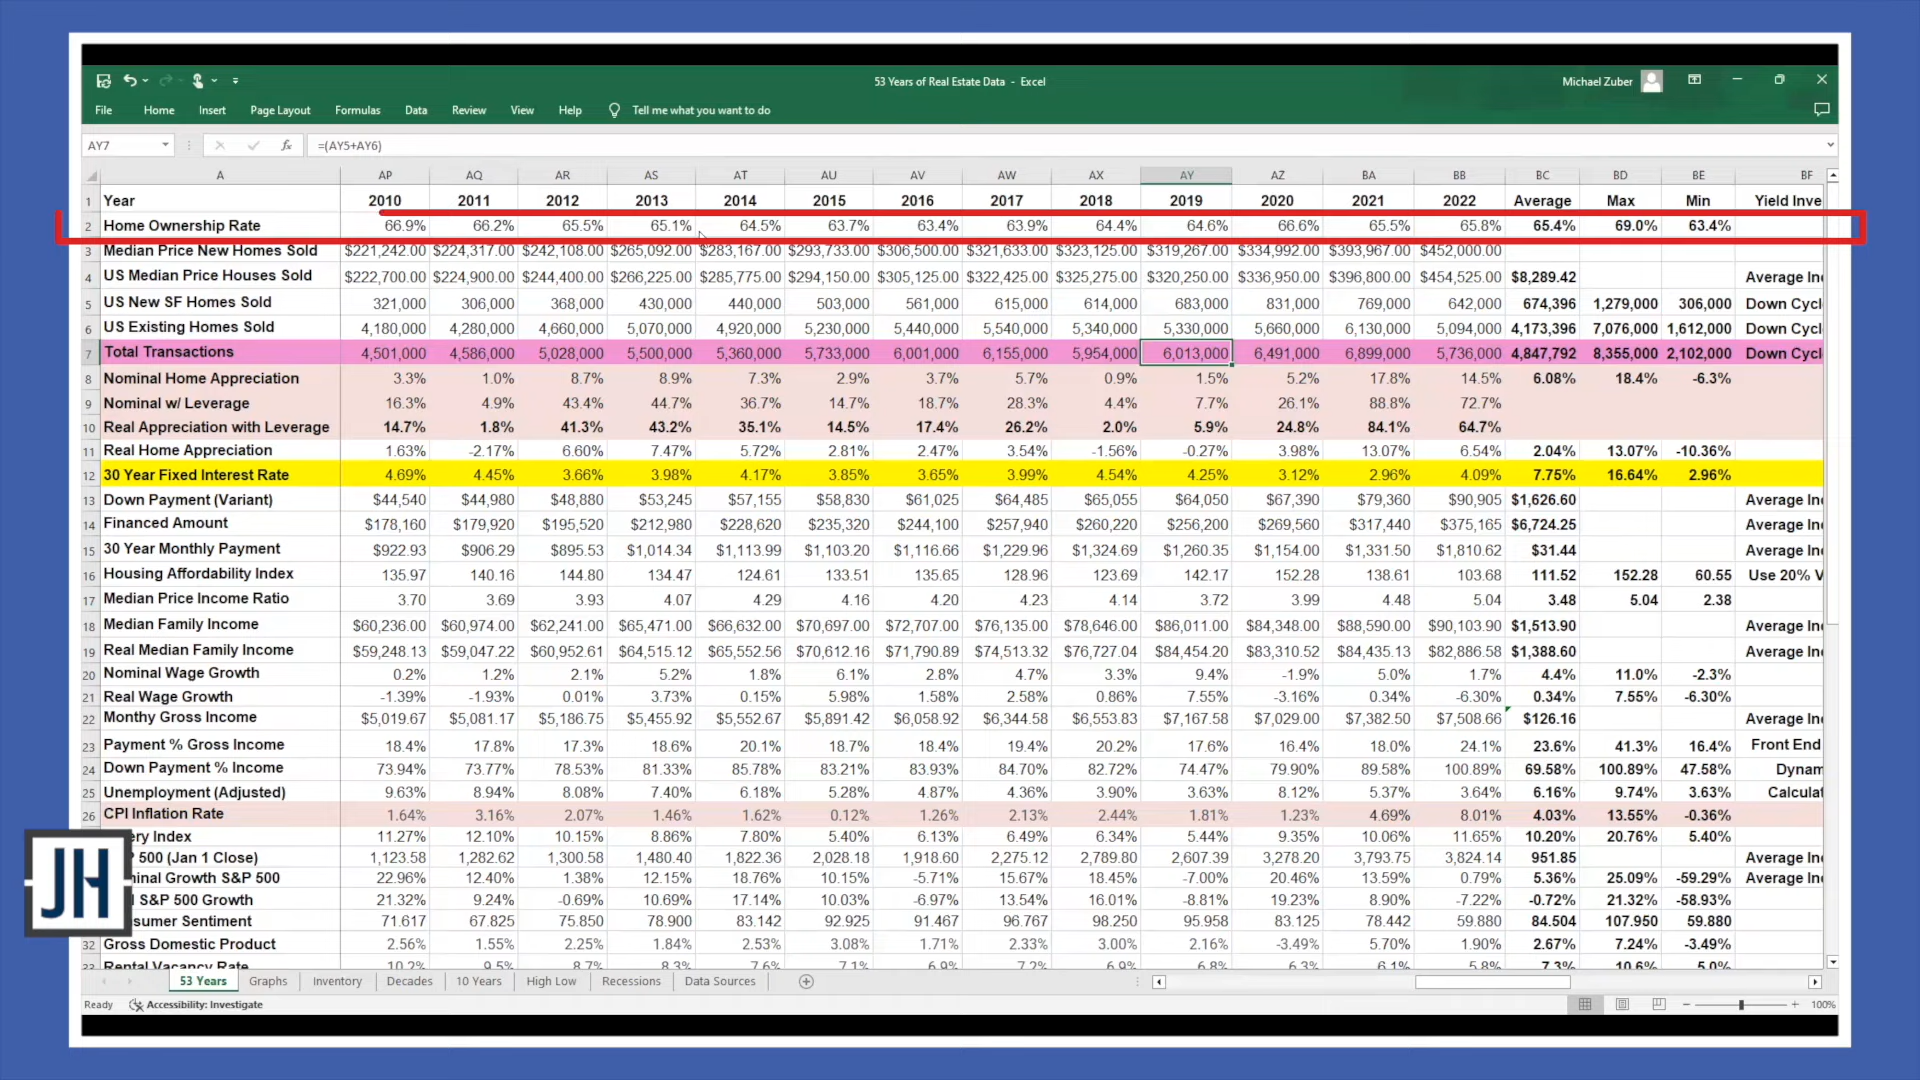 53 Years of Real Estate Data - Excel
Michael Zuber
File Home Insert Page Layout Formulas Data Review View Help Tell me what you want to do
AY7 fx =(AY5+AY6)
A AP AQ AR AS AT AU AV AW AX AY AZ BA BB BC BD BE BF
1 Year 2010 2011 2012 2013 2014 2015 2016 2017 2018 2019 2020 2021 2022 Average Max Min Yield Inve
2 Home Ownership Rate 66.9% 66.2% 65.5% 65.1% 64.5% 63.7% 63.4% 63.9% 64.4% 64.6% 66.6% 65.5% 65.8% 65.4% 69.0% 63.4%
3 Median Price New Homes Sold $221,242.00 $224,317.00 $242,108.00 $265,092.00 $283,167.00 $293,733.00 $306,500.00 $321,633.00 $323,125.00 $319,267.00 $334,992.00 $393,967.00 $452,000.00
4 US Median Price Houses Sold $222,700.00 $224,900.00 $244,400.00 $266,225.00 $285,775.00 $294,150.00 $305,125.00 $322,425.00 $325,275.00 $320,250.00 $336,950.00 $396,800.00 $454,525.00 $8,289.42 Average Inc
5 US New SF Homes Sold 321,000 306,000 368,000 430,000 440,000 503,000 561,000 615,000 614,000 683,000 831,000 769,000 642,000 674,396 1,279,000 306,000 Down Cycl
6 US Existing Homes Sold 4,180,000 4,280,000 4,660,000 5,070,000 4,920,000 5,230,000 5,440,000 5,540,000 5,340,000 5,330,000 5,660,000 6,130,000 5,094,000 4,173,396 7,076,000 1,612,000 Down Cycl
7 Total Transactions 4,501,000 4,586,000 5,028,000 5,500,000 5,360,000 5,733,000 6,001,000 6,155,000 5,954,000 6,013,000 6,491,000 6,899,000 5,736,000 4,847,792 8,355,000 2,102,000 Down Cycl
8 Nominal Home Appreciation 3.3% 1.0% 8.7% 8.9% 7.3% 2.9% 3.7% 5.7% 0.9% 1.5% 5.2% 17.8% 14.5% 6.08% 18.4% -6.3%
9 Nominal w/ Leverage 16.3% 4.9% 43.4% 44.7% 36.7% 14.7% 18.7% 28.3% 4.4% 7.7% 26.1% 88.8% 72.7%
10 Real Appreciation with Leverage 14.7% 1.8% 41.3% 43.2% 35.1% 14.5% 17.4% 26.2% 2.0% 5.9% 24.8% 84.1% 64.7%
11 Real Home Appreciation 1.63% -2.17% 6.60% 7.47% 5.72% 2.81% 2.47% 3.54% -1.56% -0.27% 3.98% 13.07% 6.54% 2.04% 13.07% -10.36%
12 30 Year Fixed Interest Rate 4.69% 4.45% 3.66% 3.98% 4.17% 3.85% 3.65% 3.99% 4.54% 4.25% 3.12% 2.96% 4.09% 7.75% 16.64% 2.96%
13 Down Payment (Variant) $44,540 $44,980 $48,880 $53,245 $57,155 $58,830 $61,025 $64,485 $65,055 $64,050 $67,390 $79,360 $90,905 $1,626.60 Average Inc
14 Financed Amount $178,160 $179,920 $195,520 $212,980 $228,620 $235,320 $244,100 $257,940 $260,220 $256,200 $269,560 $317,440 $375,165 $6,724.25 Average Inc
15 30 Year Monthly Payment $922.93 $906.29 $895.53 $1,014.34 $1,113.99 $1,103.20 $1,116.66 $1,229.96 $1,324.69 $1,260.35 $1,154.00 $1,331.50 $1,810.62 $31.44 Average Inc
16 Housing Affordability Index 135.97 140.16 144.80 134.47 124.61 133.51 135.65 128.96 123.69 142.17 152.28 138.61 103.68 111.52 152.28 60.55 Use 20% V
17 Median Price Income Ratio 3.70 3.69 3.93 4.07 4.29 4.16 4.20 4.23 4.14 3.72 3.99 4.48 5.04 3.48 5.04 2.38
18 Median Family Income $60,236.00 $60,974.00 $62,241.00 $65,471.00 $66,632.00 $70,697.00 $72,707.00 $76,135.00 $78,646.00 $86,011.00 $84,348.00 $88,590.00 $90,103.90 $1,513.90 Average Inc
19 Real Median Family Income $59,248.13 $59,047.22 $60,952.61 $64,515.12 $65,552.56 $70,612.16 $71,790.89 $74,513.32 $76,727.04 $84,454.20 $83,310.52 $84,435.13 $82,886.58 $1,388.60 Average Inc
20 Nominal Wage Growth 0.2% 1.2% 2.1% 5.2% 1.8% 6.1% 2.8% 4.7% 3.3% 9.4% -1.9% 5.0% 1.7% 4.4% 11.0% -2.3%
21 Real Wage Growth -1.39% -1.93% 0.01% 3.73% 0.15% 5.98% 1.58% 2.58% 0.86% 7.55% -3.16% 0.34% -6.30% 0.34% 7.55% -6.30%
22 Monthy Gross Income $5,019.67 $5,081.17 $5,186.75 $5,455.92 $5,552.67 $5,891.42 $6,058.92 $6,344.58 $6,553.83 $7,167.58 $7,029.00 $7,382.50 $7,508.66 $126.16 Average Inc
23 Payment % Gross Income 18.4% 17.8% 17.3% 18.6% 20.1% 18.7% 18.4% 19.4% 20.2% 17.6% 16.4% 18.0% 24.1% 23.6% 41.3% 16.4% Front End
24 Down Payment % Income 73.94% 73.77% 78.53% 81.33% 85.78% 83.21% 83.93% 84.70% 82.72% 74.47% 79.90% 89.58% 100.89% 69.58% 100.89% 47.58% Dynam
25 Unemployment (Adjusted) 9.63% 8.94% 8.08% 7.40% 6.18% 5.28% 4.87% 4.36% 3.90% 3.63% 8.12% 5.37% 3.64% 6.16% 9.74% 3.63% Calculat
26 CPI Inflation Rate 1.64% 3.16% 2.07% 1.46% 1.62% 0.12% 1.26% 2.13% 2.44% 1.81% 1.23% 4.69% 8.01% 4.03% 13.55% -0.36%
ery Index 11.27% 12.10% 10.15% 8.86% 7.80% 5.40% 6.13% 6.49% 6.34% 5.44% 9.35% 10.06% 11.65% 10.20% 20.76% 5.40%
500 (Jan 1 Close) 1,123.58 1,282.62 1,300.58 1,480.40 1,822.36 2,028.18 1,918.60 2,275.12 2,789.80 2,607.39 3,278.20 3,793.75 3,824.14 951.85 Average Inc
inal Growth S&P 500 22.96% 12.40% 1.38% 12.15% 18.76% 10.15% -5.71% 15.67% 18.45% -7.00% 20.46% 13.59% 0.79% 5.36% 25.09% -59.29% Average Inc
S&P 500 Growth 21.32% 9.24% -0.69% 10.69% 17.14% 10.03% -6.97% 13.54% 16.01% -8.81% 19.23% 8.90% -7.22% -0.72% 21.32% -58.93%
sumer Sentiment 71.617 67.825 75.850 78.900 83.142 92.925 91.467 96.767 98.250 95.958 83.125 78.442 59.880 84.504 107.950 59.880
32 Gross Domestic Product 2.56% 1.55% 2.25% 1.84% 2.53% 3.08% 1.71% 2.33% 3.00% 2.16% -3.49% 5.70% 1.90% 2.67% 7.24% -3.49%
Rental Vacancy Rate 10.2% 9.5% 8.7% 8.3% 7.6% 7.1% 6.9% 7.2% 6.9% 6.8% 6.3% 6.1% 5.8% 7.3% 10.6% 5.0%
JH
53 Years Graphs Inventory Decades 10 Years High Low Recessions Data Sources
Ready Accessibility: Investigate 100%